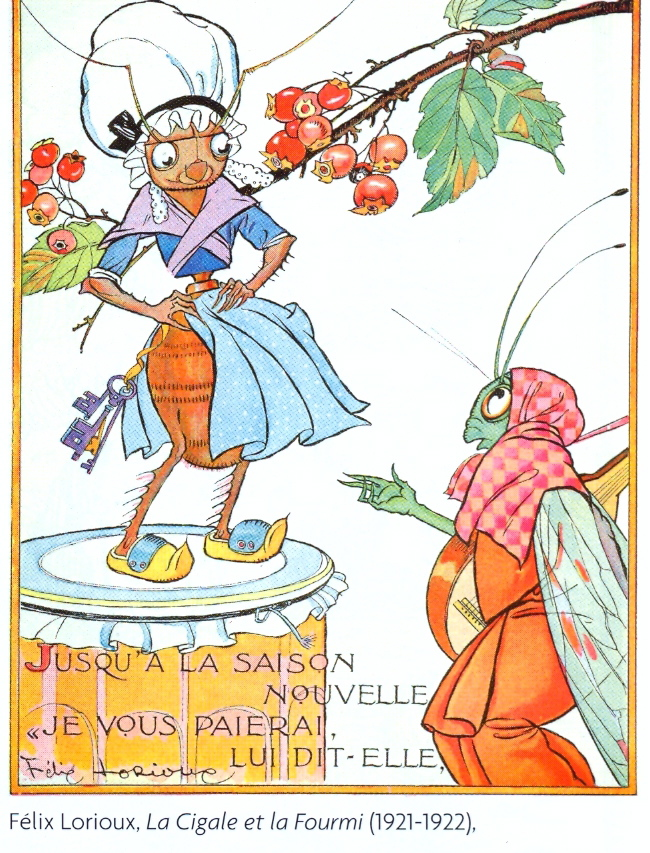 JUSQU'A LA SAISON
NOUVELLE
«JE VOUS PAIERAI,
LUI DIT-ELLE,
Félix Lorioux
Félix Lorioux, La Cigale et la Fourmi (1921-1922),